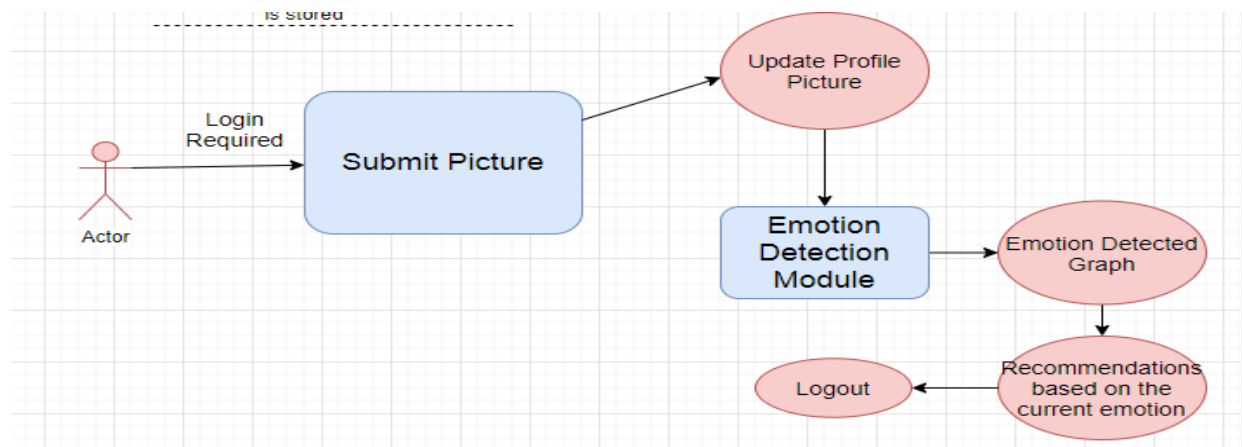 is stored
Update Profile
Picture
Login
Required
Submit Picture
Actor
Emotion
Detection
Module
Emotion Detected
Graph
Recommendations
based on the
current emotion
Logout